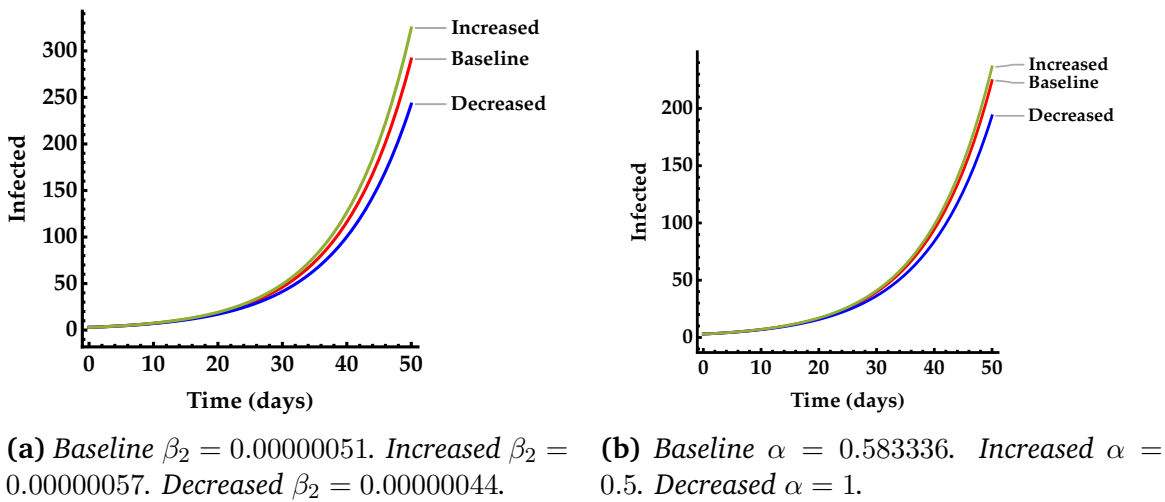 300
250
200
150
100
50
0
Infected
0 10 20 30 40 50
Time (days)
Increased
Baseline
Decreased
200
150
100
50
0
Infected
0 10 20 30 40 50
Time (days)
Increased
Baseline
Decreased
(a) Baseline β₂ = 0.00000051. Increased β₂ =
0.00000057. Decreased β₂ = 0.00000044.
(b) Baseline α = 0.583336. Increased α =
0.5. Decreased α = 1.